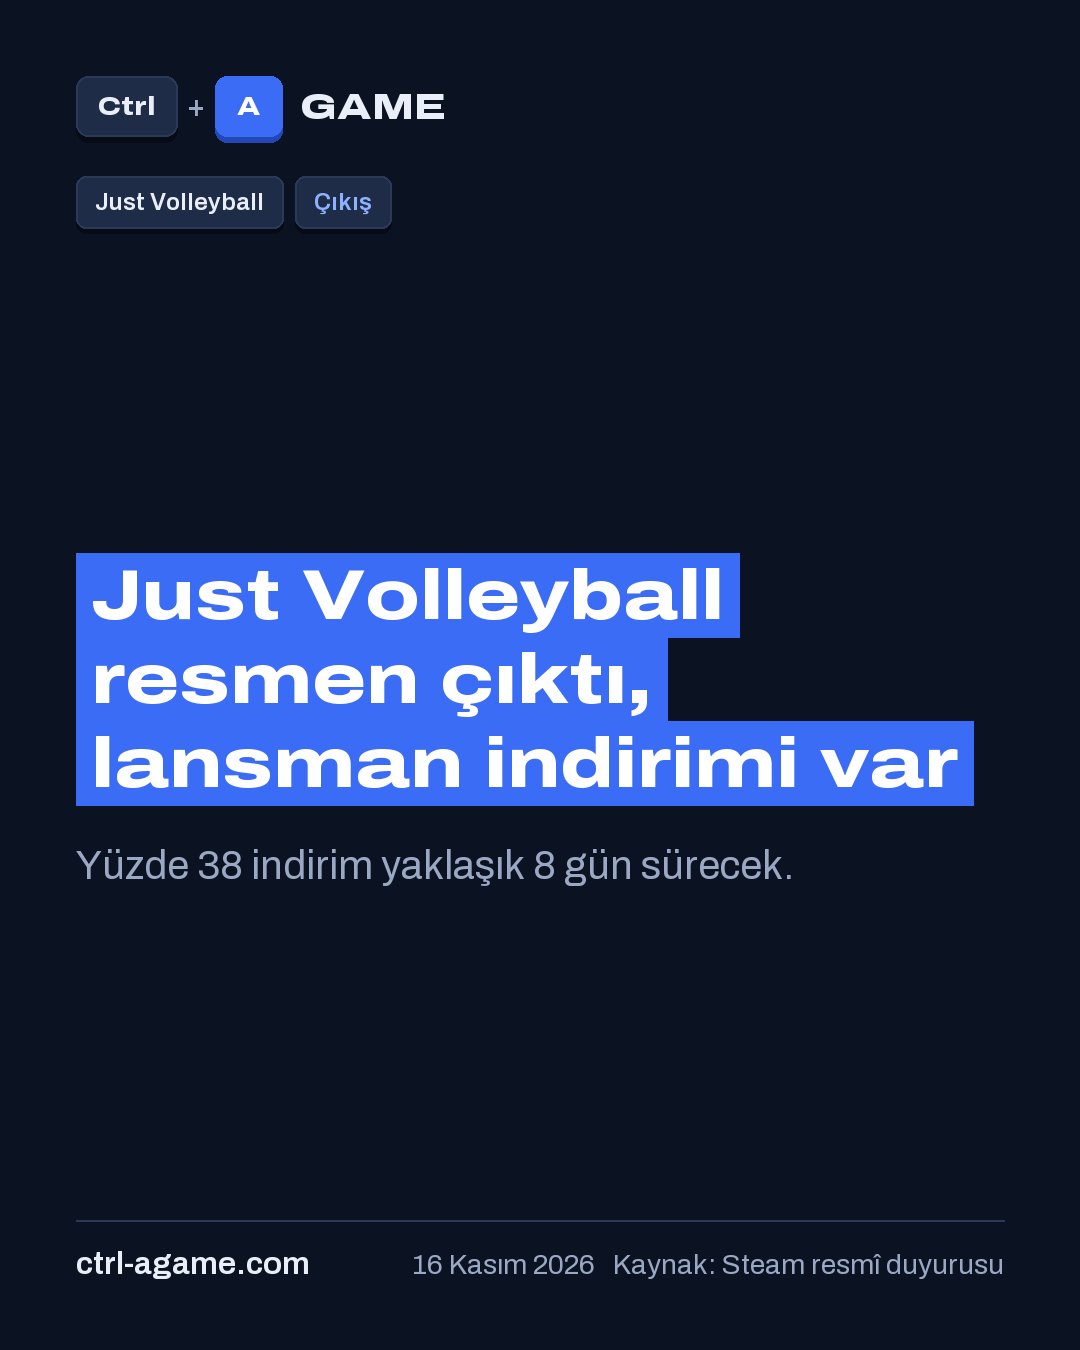 Ctrl + A GAME
Just Volleyball Çıkış
Just Volleyball
resmen çıktı,
lansman indirimi var
Yüzde 38 indirim yaklaşık 8 gün sürecek.
ctrl-agame.com 16 Kasım 2026 Kaynak: Steam resmî duyurusu